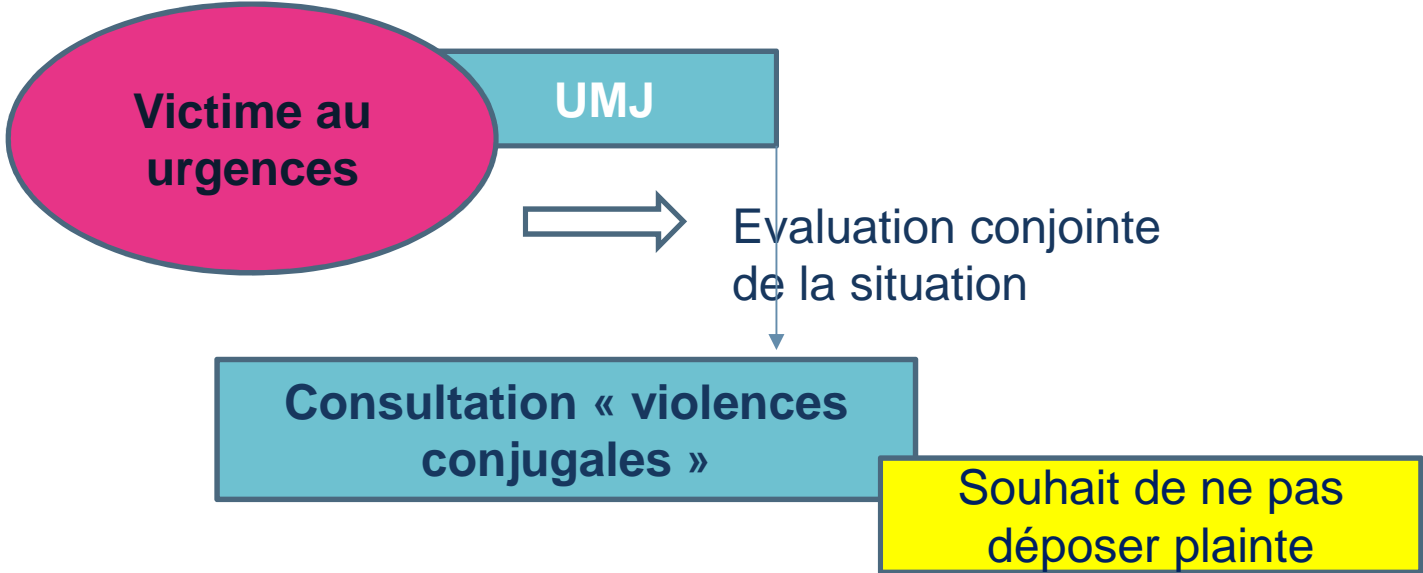 Victime au
urgences
UMJ
Evaluation conjointe
de la situation
Consultation « violences
conjugales »
Souhait de ne pas
déposer plainte